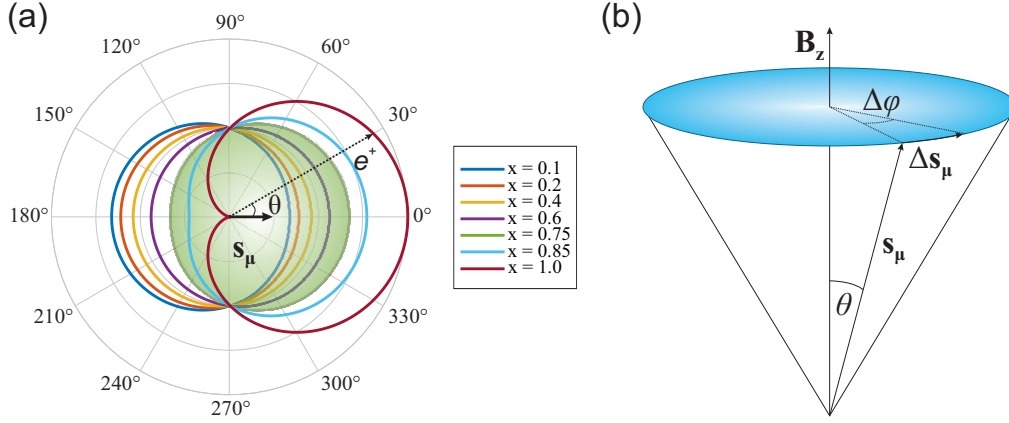 (a)
90°
120°
60°
150°
30°
180°
0°
210°
330°
240°
300°
270°
e⁺
θ
sμ
x = 0.1
x = 0.2
x = 0.4
x = 0.6
x = 0.75
x = 0.85
x = 1.0
(b)
Bz
Δφ
Δsμ
sμ
θ